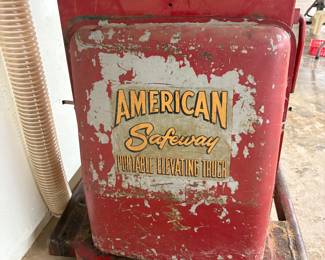 AMERICAN
Safeway
PORTABLE ELEVATING TRUCK